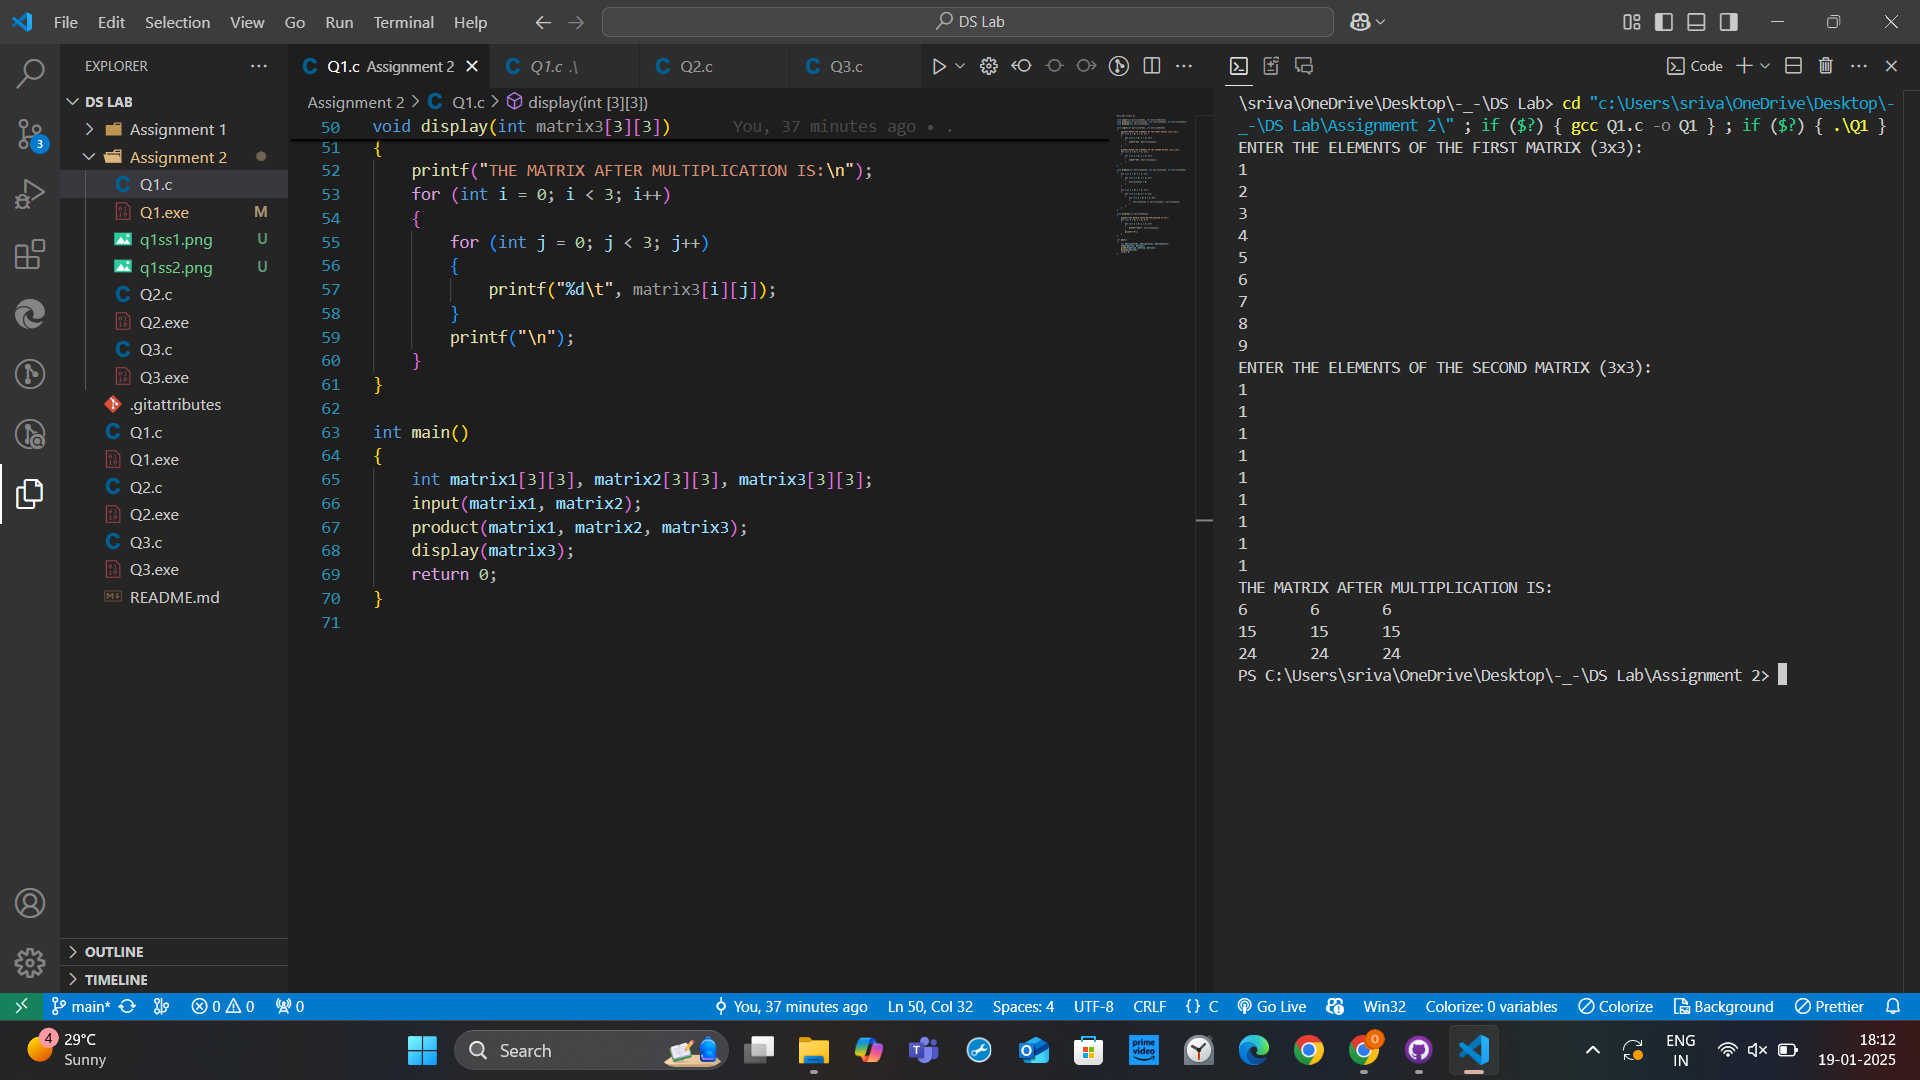 File Edit Selection View Go Run Terminal Help
DS Lab
EXPLORER
DS LAB
Assignment 1
Assignment 2
Q1.c
Q1.exe M
q1ss1.png U
q1ss2.png U
Q2.c
Q2.exe
Q3.c
Q3.exe
.gitattributes
Q1.c
Q1.exe
Q2.c
Q2.exe
Q3.c
Q3.exe
README.md
OUTLINE
TIMELINE
3
Q1.c Assignment 2
Q1.c .\
Q2.c
Q3.c
Assignment 2 > Q1.c > display(int [3][3])
50 void display(int matrix3[3][3]) You, 37 minutes ago • .
51 {
52 printf("THE MATRIX AFTER MULTIPLICATION IS:\n");
53 for (int i = 0; i < 3; i++)
54 {
55 for (int j = 0; j < 3; j++)
56 {
57 printf("%d\t", matrix3[i][j]);
58 }
59 printf("\n");
60 }
61 }
62
63 int main()
64 {
65 int matrix1[3][3], matrix2[3][3], matrix3[3][3];
66 input(matrix1, matrix2);
67 product(matrix1, matrix2, matrix3);
68 display(matrix3);
69 return 0;
70 }
71
Code
\sriva\OneDrive\Desktop\-_-\DS Lab> cd "c:\Users\sriva\OneDrive\Desktop\-
_-\DS Lab\Assignment 2\" ; if ($?) { gcc Q1.c -o Q1 } ; if ($?) { .\Q1 }
ENTER THE ELEMENTS OF THE FIRST MATRIX (3x3):
1
2
3
4
5
6
7
8
9
ENTER THE ELEMENTS OF THE SECOND MATRIX (3x3):
1
1
1
1
1
1
1
1
1
THE MATRIX AFTER MULTIPLICATION IS:
6 6 6
15 15 15
24 24 24
PS C:\Users\sriva\OneDrive\Desktop\-_-\DS Lab\Assignment 2>
main* 0 0 0 You, 37 minutes ago Ln 50, Col 32 Spaces: 4 UTF-8 CRLF {} C Go Live Win32 Colorize: 0 variables Colorize Background Prettier
4
29°C
Sunny
Search
prime video
0
ENG
IN
18:12
19-01-2025